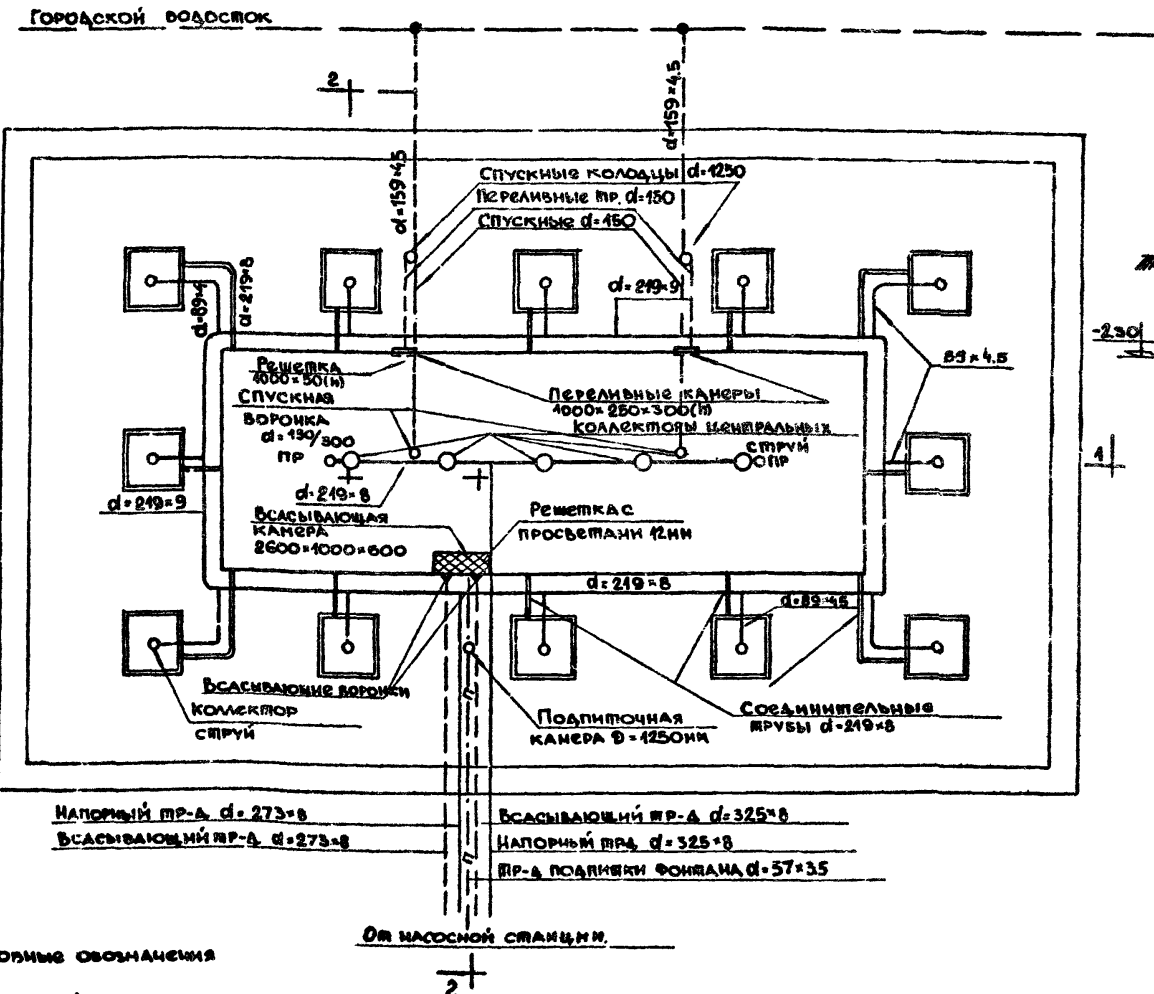 Городской водосток
2
d=159×4.5
d=159×4.5
Спускные колодцы d=1250
Переливные тр. d=150
Спускные d=150
d=219×8
d=219×9
-2.30
Решетка
1000×50(h)
89×4.5
Переливные камеры
1000×250×300(h)
Спускная
воронка
d=190/300
Коллекторы центральных
струй
ПР
ПР
1
d=219×8
d=219×9
Всасывающая
камера
2600×1000×600
Решетка с
просветами 12мм
d=219×8
d=89×4.5
Всасывающие воронки
Коллектор
струй
Подпиточная
камера D=1250мм
Соединительные
трубы d=219×8
п
Напорный тр-д d=273×8
Всасывающий тр-д d=273×8
Всасывающий тр-д d=325×8
Напорный трд d=325×8
п
Тр-д подпитки фонтана d=57×3.5
От насосной станции.
овные обозначения
2